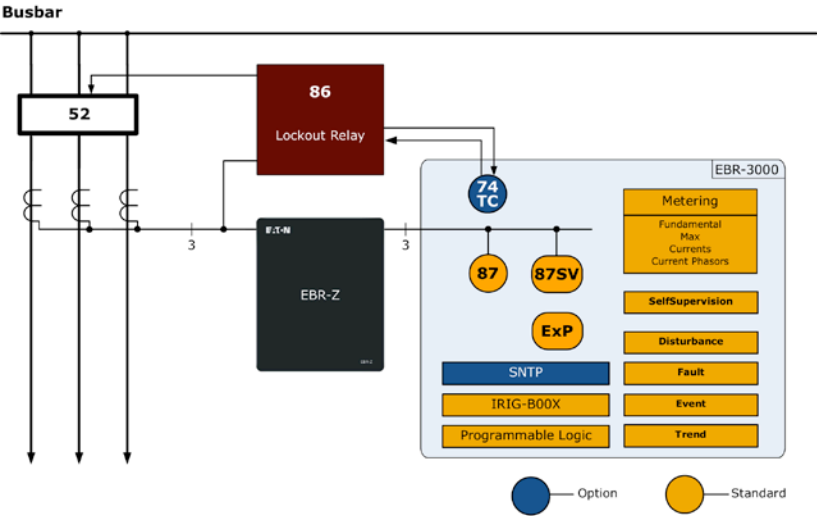 Busbar
86
Lockout Relay
52
EBR-3000
74
TC
Metering
Fundamental
Max
Currents
Current Phasors
3
3
EATON
EBR-Z
87
87SV
ExP
SelfSupervision
Disturbance
SNTP
Fault
IRIG-B00X
Event
Programmable Logic
Trend
Option
Standard